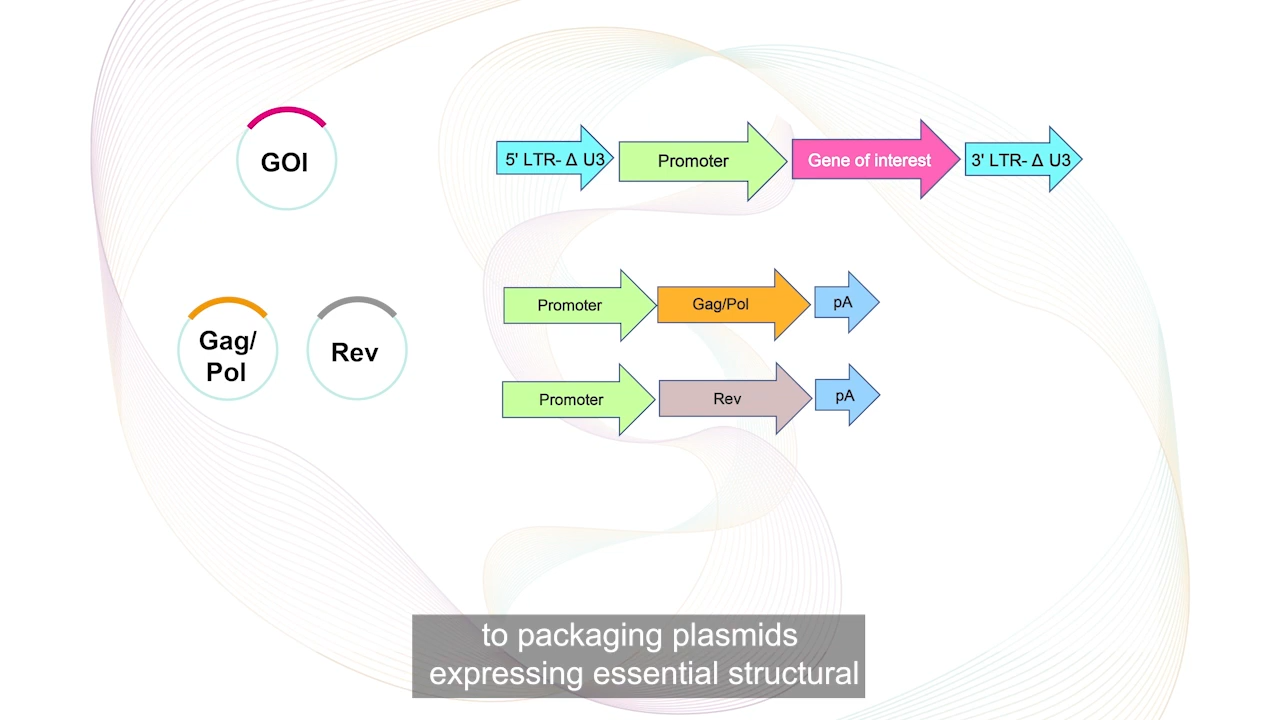 GOI
5' LTR- Δ U3
Promoter
Gene of interest
3' LTR- Δ U3
Gag/
Pol
Rev
Promoter
Gag/Pol
pA
Promoter
Rev
pA
to packaging plasmids
expressing essential structural